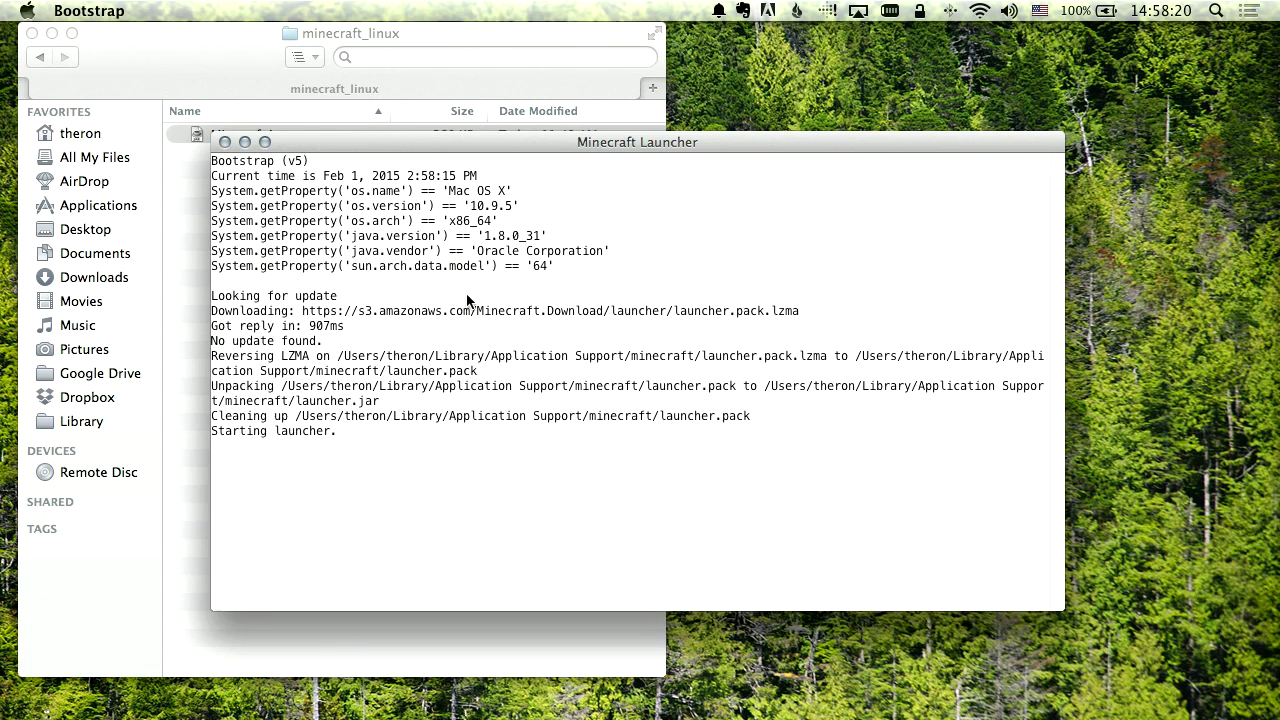 Bootstrap
100%
14:58:20
minecraft_linux
minecraft_linux
Name
Size
Date Modified
FAVORITES
theron
All My Files
AirDrop
Applications
Desktop
Documents
Downloads
Movies
Music
Pictures
Google Drive
Dropbox
Library
DEVICES
Remote Disc
SHARED
TAGS
Minecraft Launcher
Bootstrap (v5)
Current time is Feb 1, 2015 2:58:15 PM
System.getProperty('os.name') == 'Mac OS X'
System.getProperty('os.version') == '10.9.5'
System.getProperty('os.arch') == 'x86_64'
System.getProperty('java.version') == '1.8.0_31'
System.getProperty('java.vendor') == 'Oracle Corporation'
System.getProperty('sun.arch.data.model') == '64'
Looking for update
Downloading: https://s3.amazonaws.com/Minecraft.Download/launcher/launcher.pack.lzma
Got reply in: 907ms
No update found.
Reversing LZMA on /Users/theron/Library/Application Support/minecraft/launcher.pack.lzma to /Users/theron/Library/Appli
cation Support/minecraft/launcher.pack
Unpacking /Users/theron/Library/Application Support/minecraft/launcher.pack to /Users/theron/Library/Application Suppor
t/minecraft/launcher.jar
Cleaning up /Users/theron/Library/Application Support/minecraft/launcher.pack
Starting launcher.